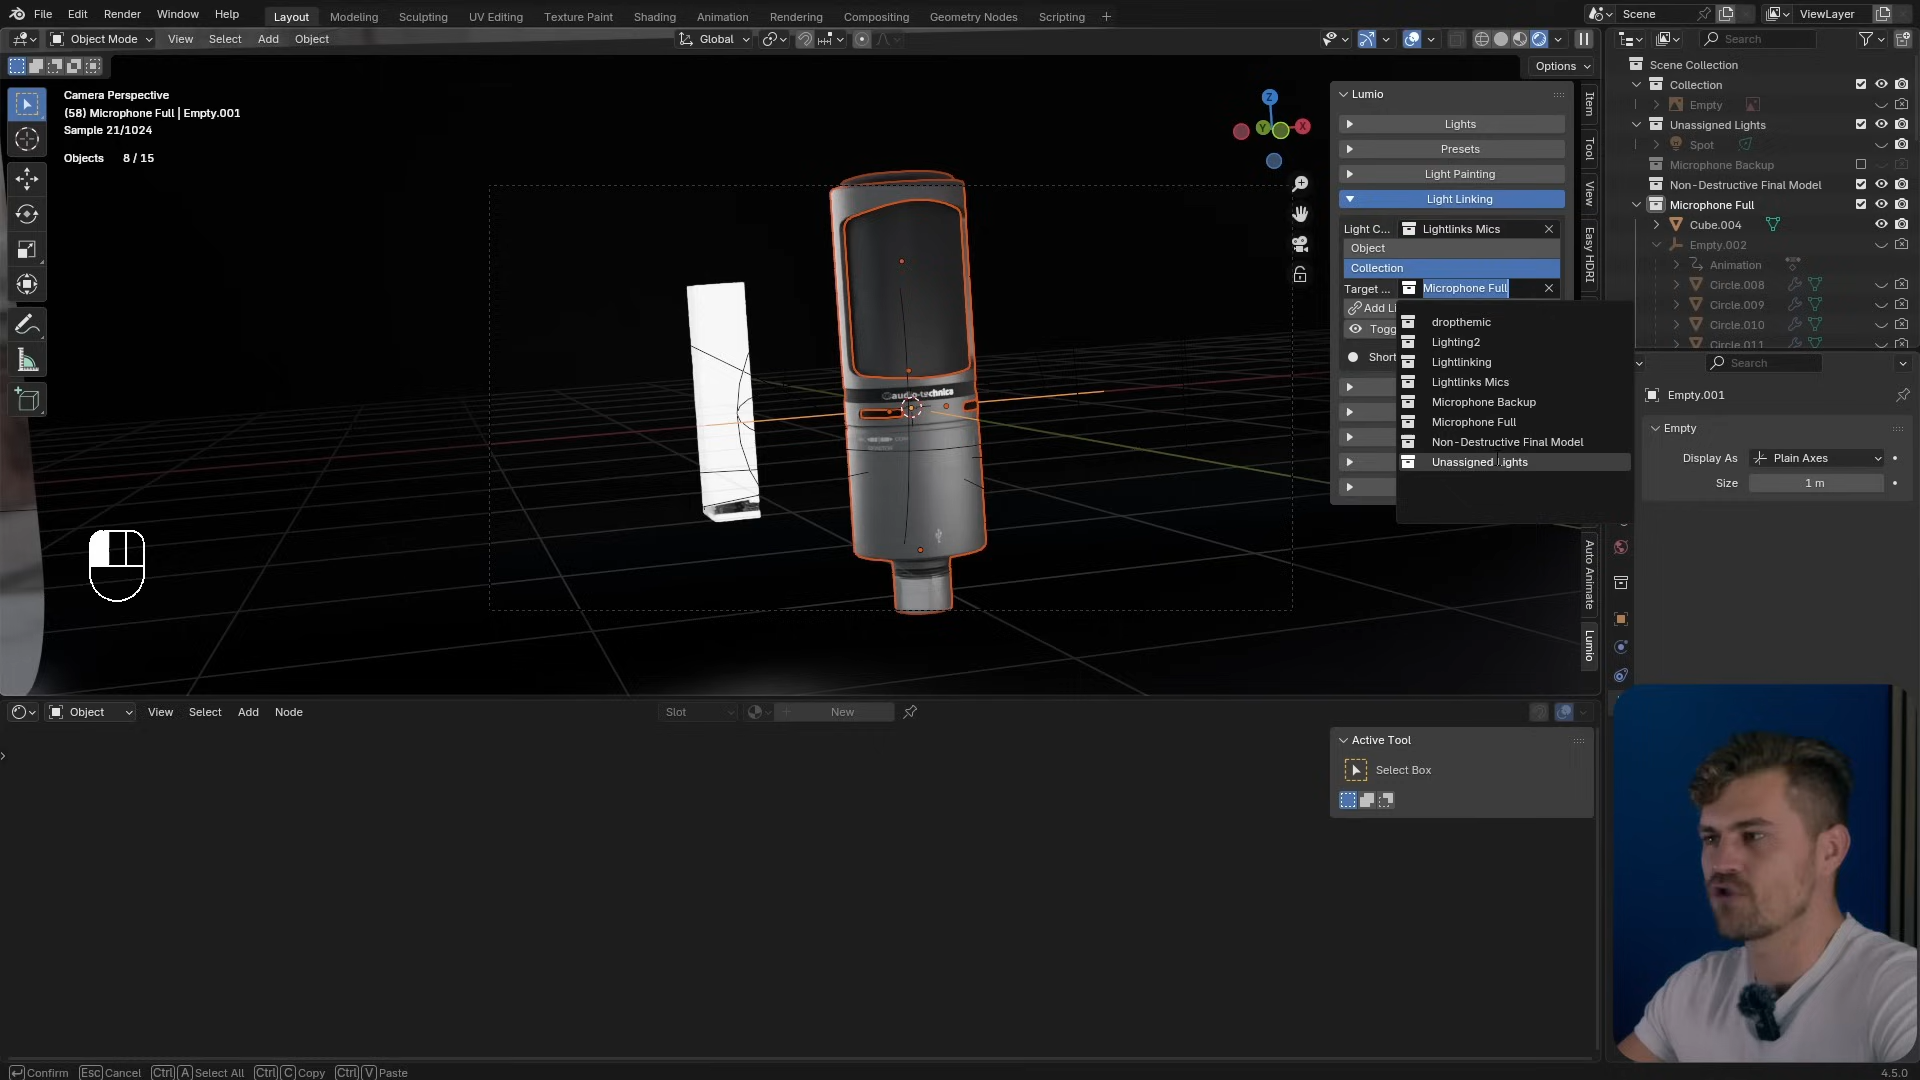 File Edit Render Window Help Layout Modeling Sculpting UV Editing Texture Paint Shading Animation Rendering Compositing Geometry Nodes Scripting Scene ViewLayer
Object Mode View Select Add Object Global Search
Options
Camera Perspective
(58) Microphone Full | Empty.001
Sample 21/1024
Objects 8 / 15
Z
X
Y
audio-technica
Lumio
Lights
Presets
Light Painting
Light Linking
Light C... Lightlinks Mics
Object
Collection
Target ... Microphone Full
Add Li
Togg
Short
dropthemic
Lighting2
Lightlinking
Lightlinks Mics
Microphone Backup
Microphone Full
Non-Destructive Final Model
Unassigned Lights
Item
Tool
View
Easy HDRI
Auto Animate
Lumio
Scene Collection
Collection
Empty
Unassigned Lights
Spot
Microphone Backup
Non-Destructive Final Model
Microphone Full
Cube.004
Empty.002
Animation
Circle.008
Circle.009
Circle.010
Circle.011
Search
Empty.001
Empty
Display As Plain Axes
Size 1 m
Object View Select Add Node Slot New
Active Tool
Select Box
Confirm Esc Cancel Ctrl A Select All Ctrl C Copy Ctrl V Paste
4.5.0